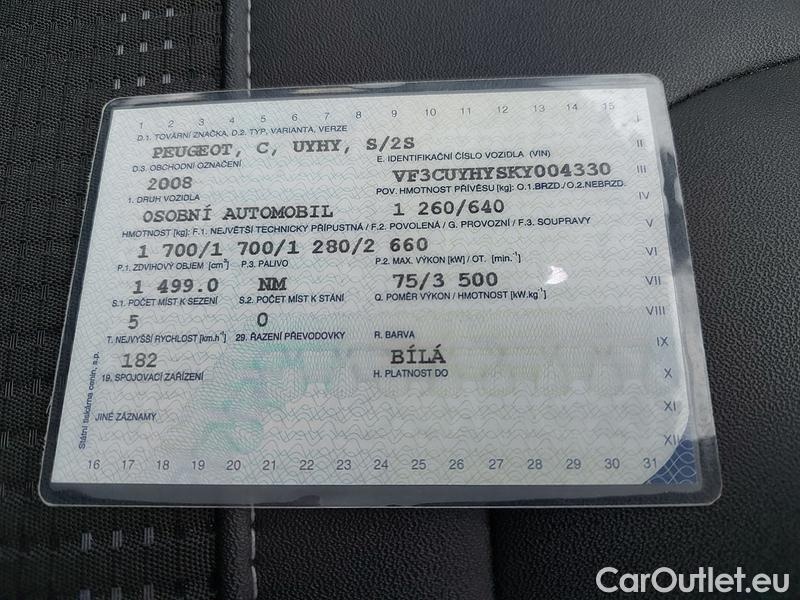 1 2 3 4 5 6 7 8 9 10 11 12 13 14 15
D.1. TOVÁRNÍ ZNAČKA, D.2. TYP, VARIANTA, VERZE
I
PEUGEOT, C, UYHY, S/2S
II
D.3. OBCHODNÍ OZNAČENÍ E. IDENTIFIKAČNÍ ČÍSLO VOZIDLA (VIN)
2008 VF3CUYHYSKY004330
III
1. DRUH VOZIDLA POV. HMOTNOST PŘÍVĚSU [kg]: O.1.BRZD./O.2.NEBRZD.
OSOBNÍ AUTOMOBIL 1 260/640
IV
HMOTNOST [kg]: F.1. NEJVĚTŠÍ TECHNICKY PŘÍPUSTNÁ / F.2. POVOLENÁ / G. PROVOZNÍ / F.3. SOUPRAVY
V
1 700/1 700/1 280/2 660
VI
P.1. ZDVIHOVÝ OBJEM [cm³] P.3. PALIVO P.2. MAX. VÝKON [kW] / OT. [min.⁻¹]
1 499.0 NM 75/3 500
VII
S.1. POČET MÍST K SEZENÍ S.2. POČET MÍST K STÁNÍ Q. POMĚR VÝKON / HMOTNOST [kW.kg⁻¹]
5 0
VIII
T. NEJVYŠŠÍ RYCHLOST [km.h⁻¹] 29. ŘAZENÍ PŘEVODOVKY R. BARVA
IX
182 BÍLÁ
19. SPOJOVACÍ ZAŘÍZENÍ H. PLATNOST DO
X
JINÉ ZÁZNAMY
XI
XII
Státní tiskárna cenin, s.p.
16 17 18 19 20 21 22 23 24 25 26 27 28 29 30 31
CarOutlet.eu